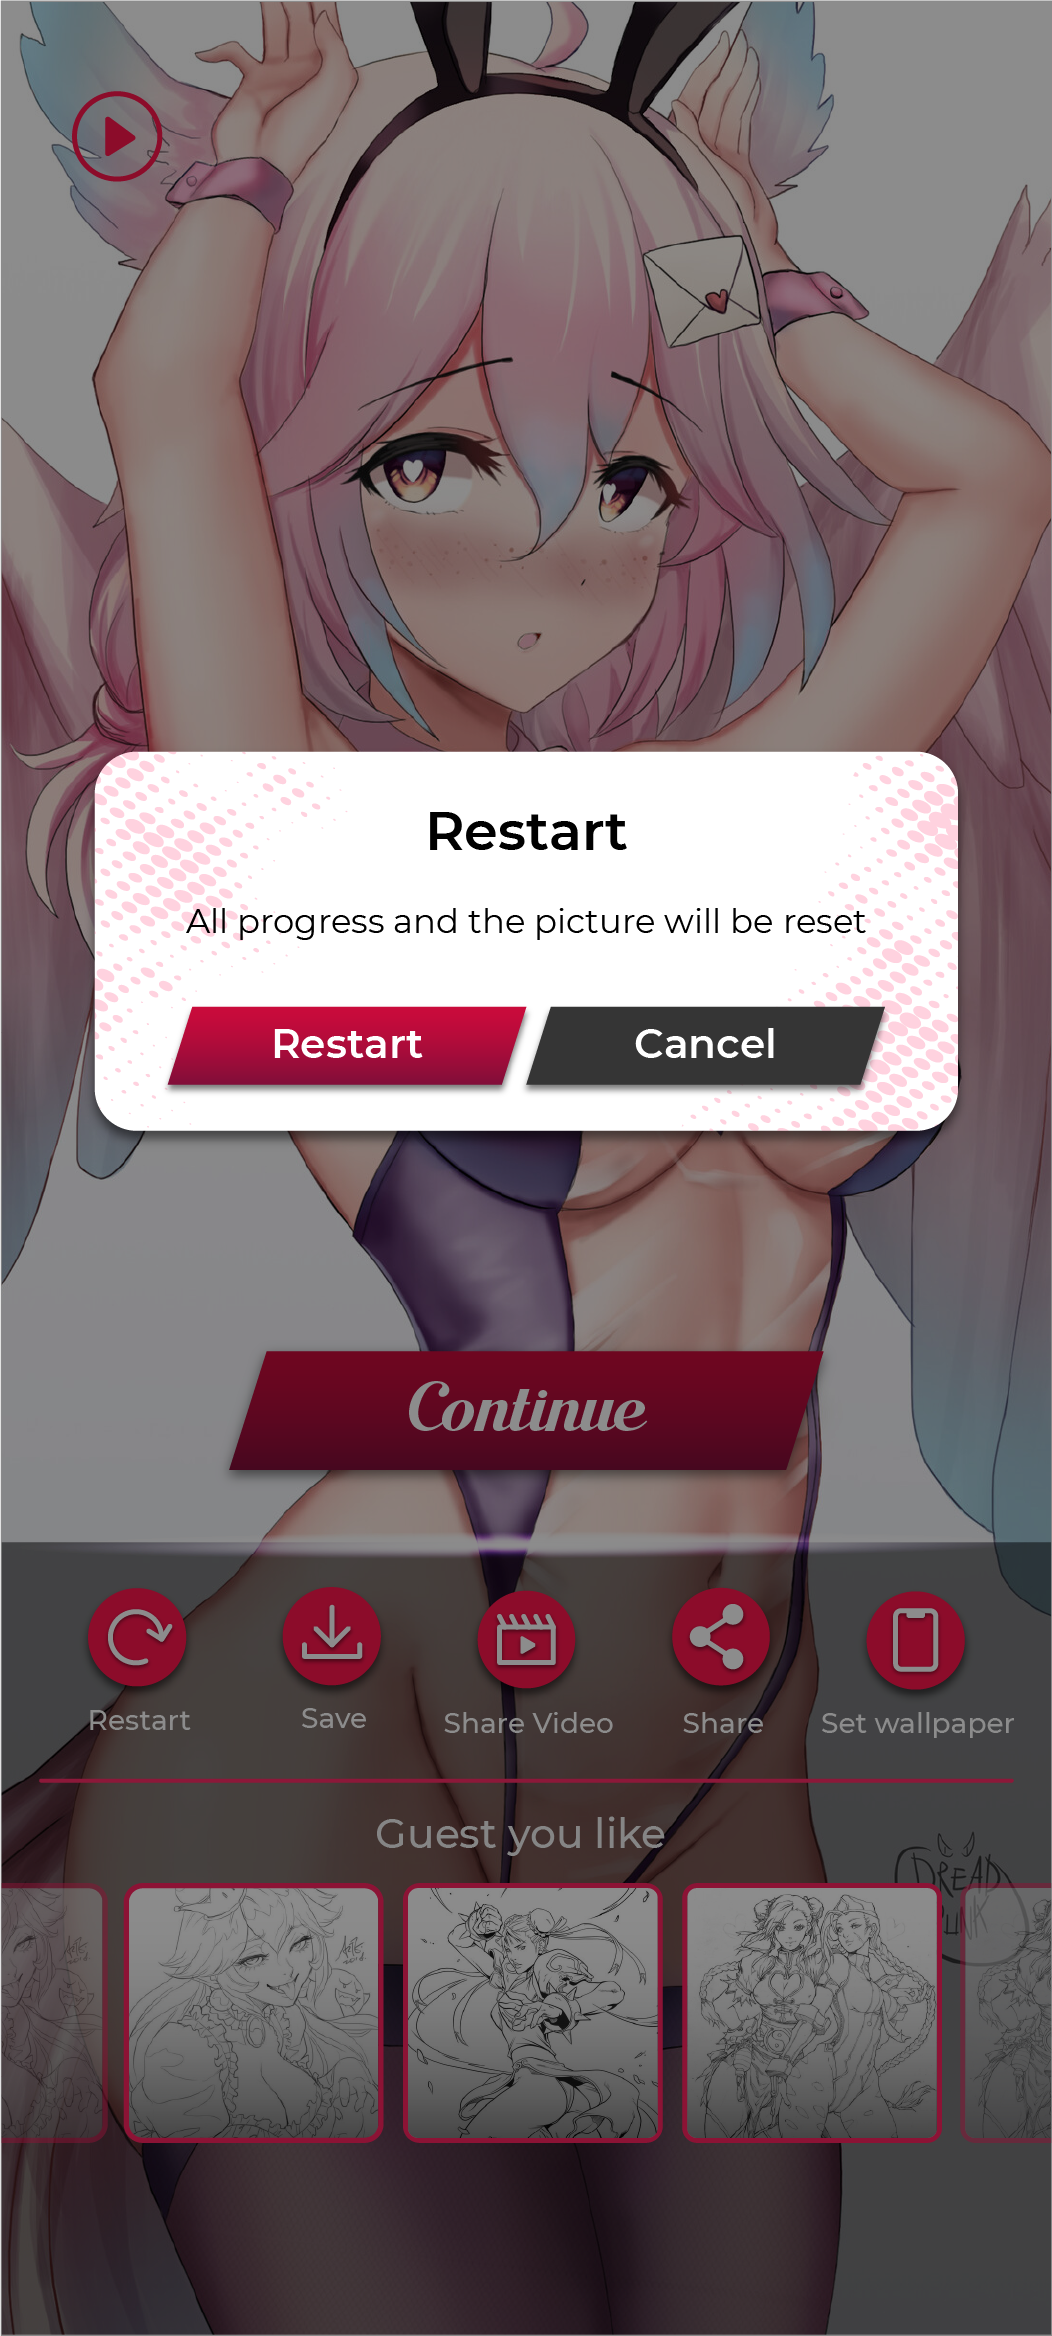 Restart
All progress and the picture will be reset
Restart
Cancel
Continue
Restart
Save
Share Video
Share
Set wallpaper
Guest you like
DREAD